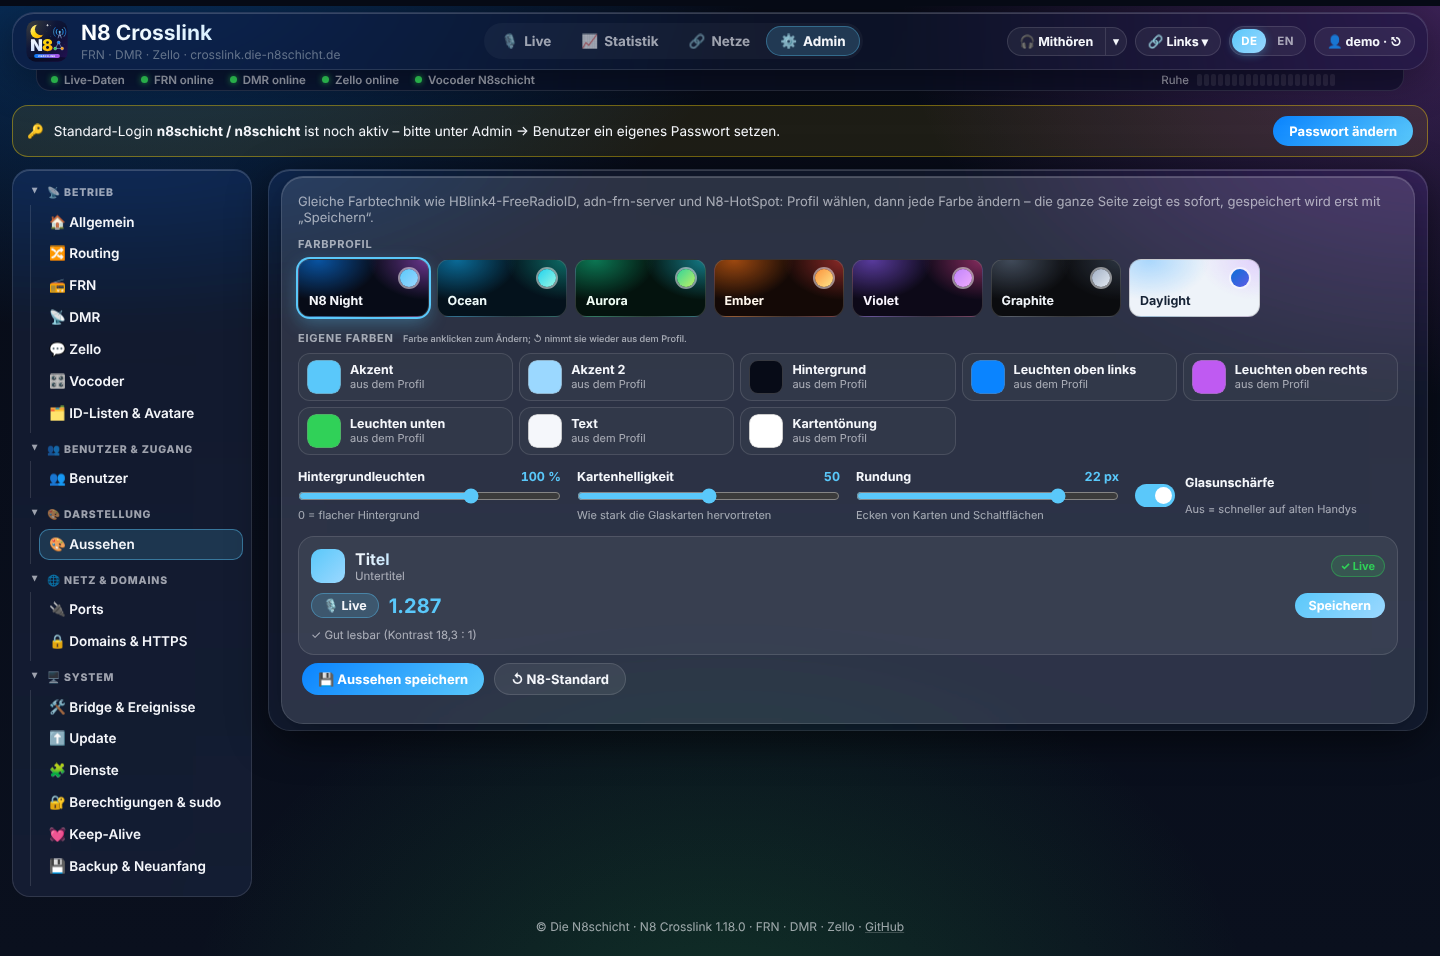 N8 Crosslink
FRN · DMR · Zello · crosslink.die-n8schicht.de
🎙️ Live
📈 Statistik
🔗 Netze
⚙️ Admin
🎧 Mithören
▾
🔗 Links ▾
DE
EN
👤 demo · ⎋
Live-Daten
FRN online
DMR online
Zello online
Vocoder N8schicht
Ruhe
🔑 Standard-Login n8schicht / n8schicht ist noch aktiv – bitte unter Admin → Benutzer ein eigenes Passwort setzen.
Passwort ändern
▾ 📡 BETRIEB
🏠 Allgemein
🔀 Routing
📻 FRN
📡 DMR
💬 Zello
🎛️ Vocoder
🗂️ ID-Listen & Avatare
▾ 👥 BENUTZER & ZUGANG
👥 Benutzer
▾ 🎨 DARSTELLUNG
🎨 Aussehen
▾ 🌐 NETZ & DOMAINS
🔌 Ports
🔒 Domains & HTTPS
▾ 🖥️ SYSTEM
🛠️ Bridge & Ereignisse
⬆️ Update
🧩 Dienste
🔐 Berechtigungen & sudo
💓 Keep-Alive
💾 Backup & Neuanfang
Gleiche Farbtechnik wie HBlink4-FreeRadioID, adn-frn-server und N8-HotSpot: Profil wählen, dann jede Farbe ändern – die ganze Seite zeigt es sofort, gespeichert wird erst mit
„Speichern“.
FARBPROFIL
N8 Night
Ocean
Aurora
Ember
Violet
Graphite
Daylight
EIGENE FARBEN Farbe anklicken zum Ändern; ↺ nimmt sie wieder aus dem Profil.
Akzent
aus dem Profil
Akzent 2
aus dem Profil
Hintergrund
aus dem Profil
Leuchten oben links
aus dem Profil
Leuchten oben rechts
aus dem Profil
Leuchten unten
aus dem Profil
Text
aus dem Profil
Kartentönung
aus dem Profil
Hintergrundleuchten 100 %
0 = flacher Hintergrund
Kartenhelligkeit 50
Wie stark die Glaskarten hervortreten
Rundung 22 px
Ecken von Karten und Schaltflächen
Glasunschärfe
Aus = schneller auf alten Handys
Titel
Untertitel
✓ Live
🎙️ Live 1.287
Speichern
✓ Gut lesbar (Kontrast 18,3 : 1)
💾 Aussehen speichern
↺ N8-Standard
© Die N8schicht · N8 Crosslink 1.18.0 · FRN · DMR · Zello · GitHub